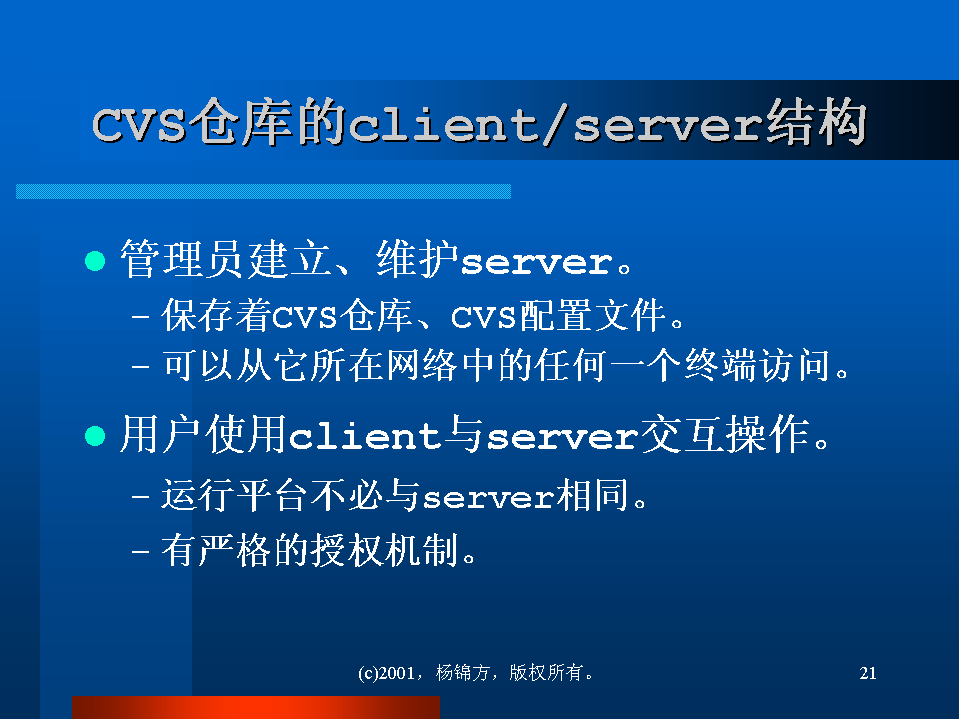 CVS仓库的client/server结构
管理员建立、维护server。
–保存着CVS仓库、CVS配置文件。
–可以从它所在网络中的任何一个终端访问。
用户使用client与server交互操作。
–运行平台不必与server相同。
–有严格的授权机制。
(c)2001，杨锦方，版权所有。
21